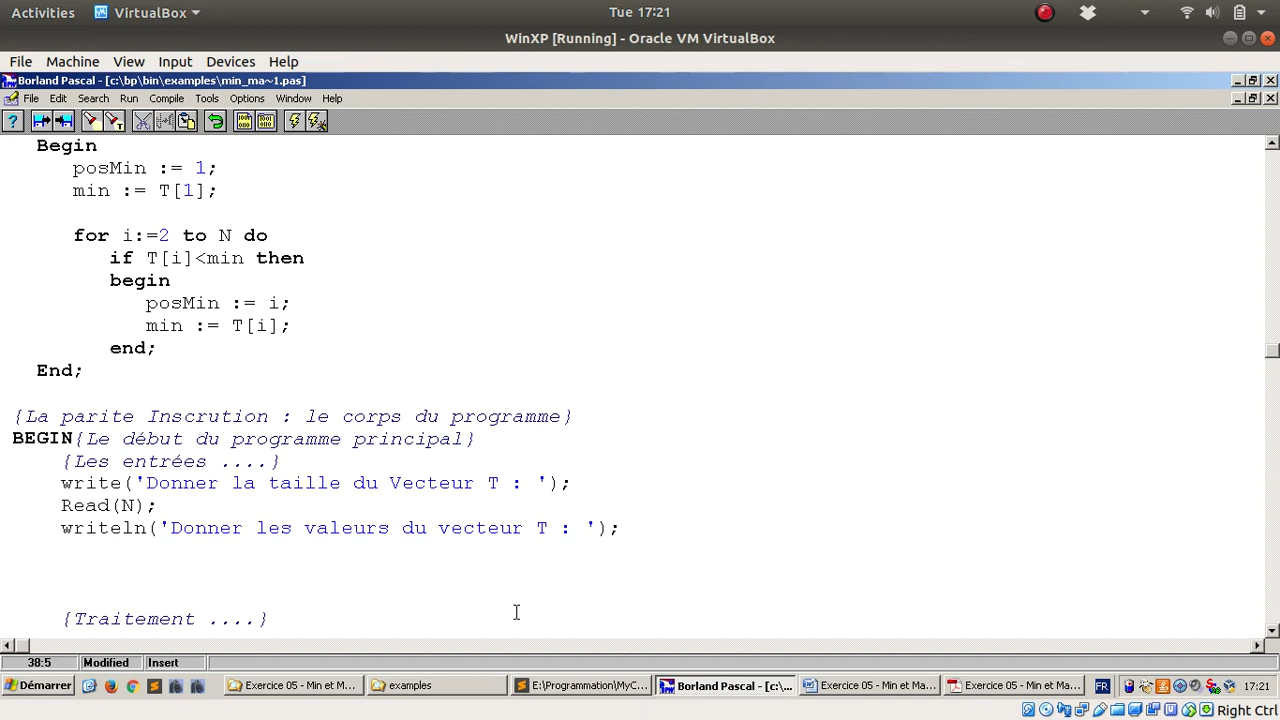 Activities VirtualBox Tue 17:21
WinXP [Running] - Oracle VM VirtualBox
File Machine View Input Devices Help
Borland Pascal - [c:\bp\bin\examples\min_ma~1.pas]
File Edit Search Run Compile Tools Options Window Help
Begin
posMin := 1;
min := T[1];
for i:=2 to N do
if T[i]<min then
begin
posMin := i;
min := T[i];
end;
End;
{La parite Inscrution : le corps du programme}
BEGIN{Le début du programme principal}
{Les entrées ....}
write('Donner la taille du Vecteur T : ');
Read(N);
writeln('Donner les valeurs du vecteur T : ');
{Traitement ....}
38:5 Modified Insert
Démarrer Exercice 05 - Min et M... examples E:\Programmation\MyC... Borland Pascal - [c:\... Exercice 05 - Min et Ma... Exercice 05 - Min et Ma... FR 17:21
Right Ctrl